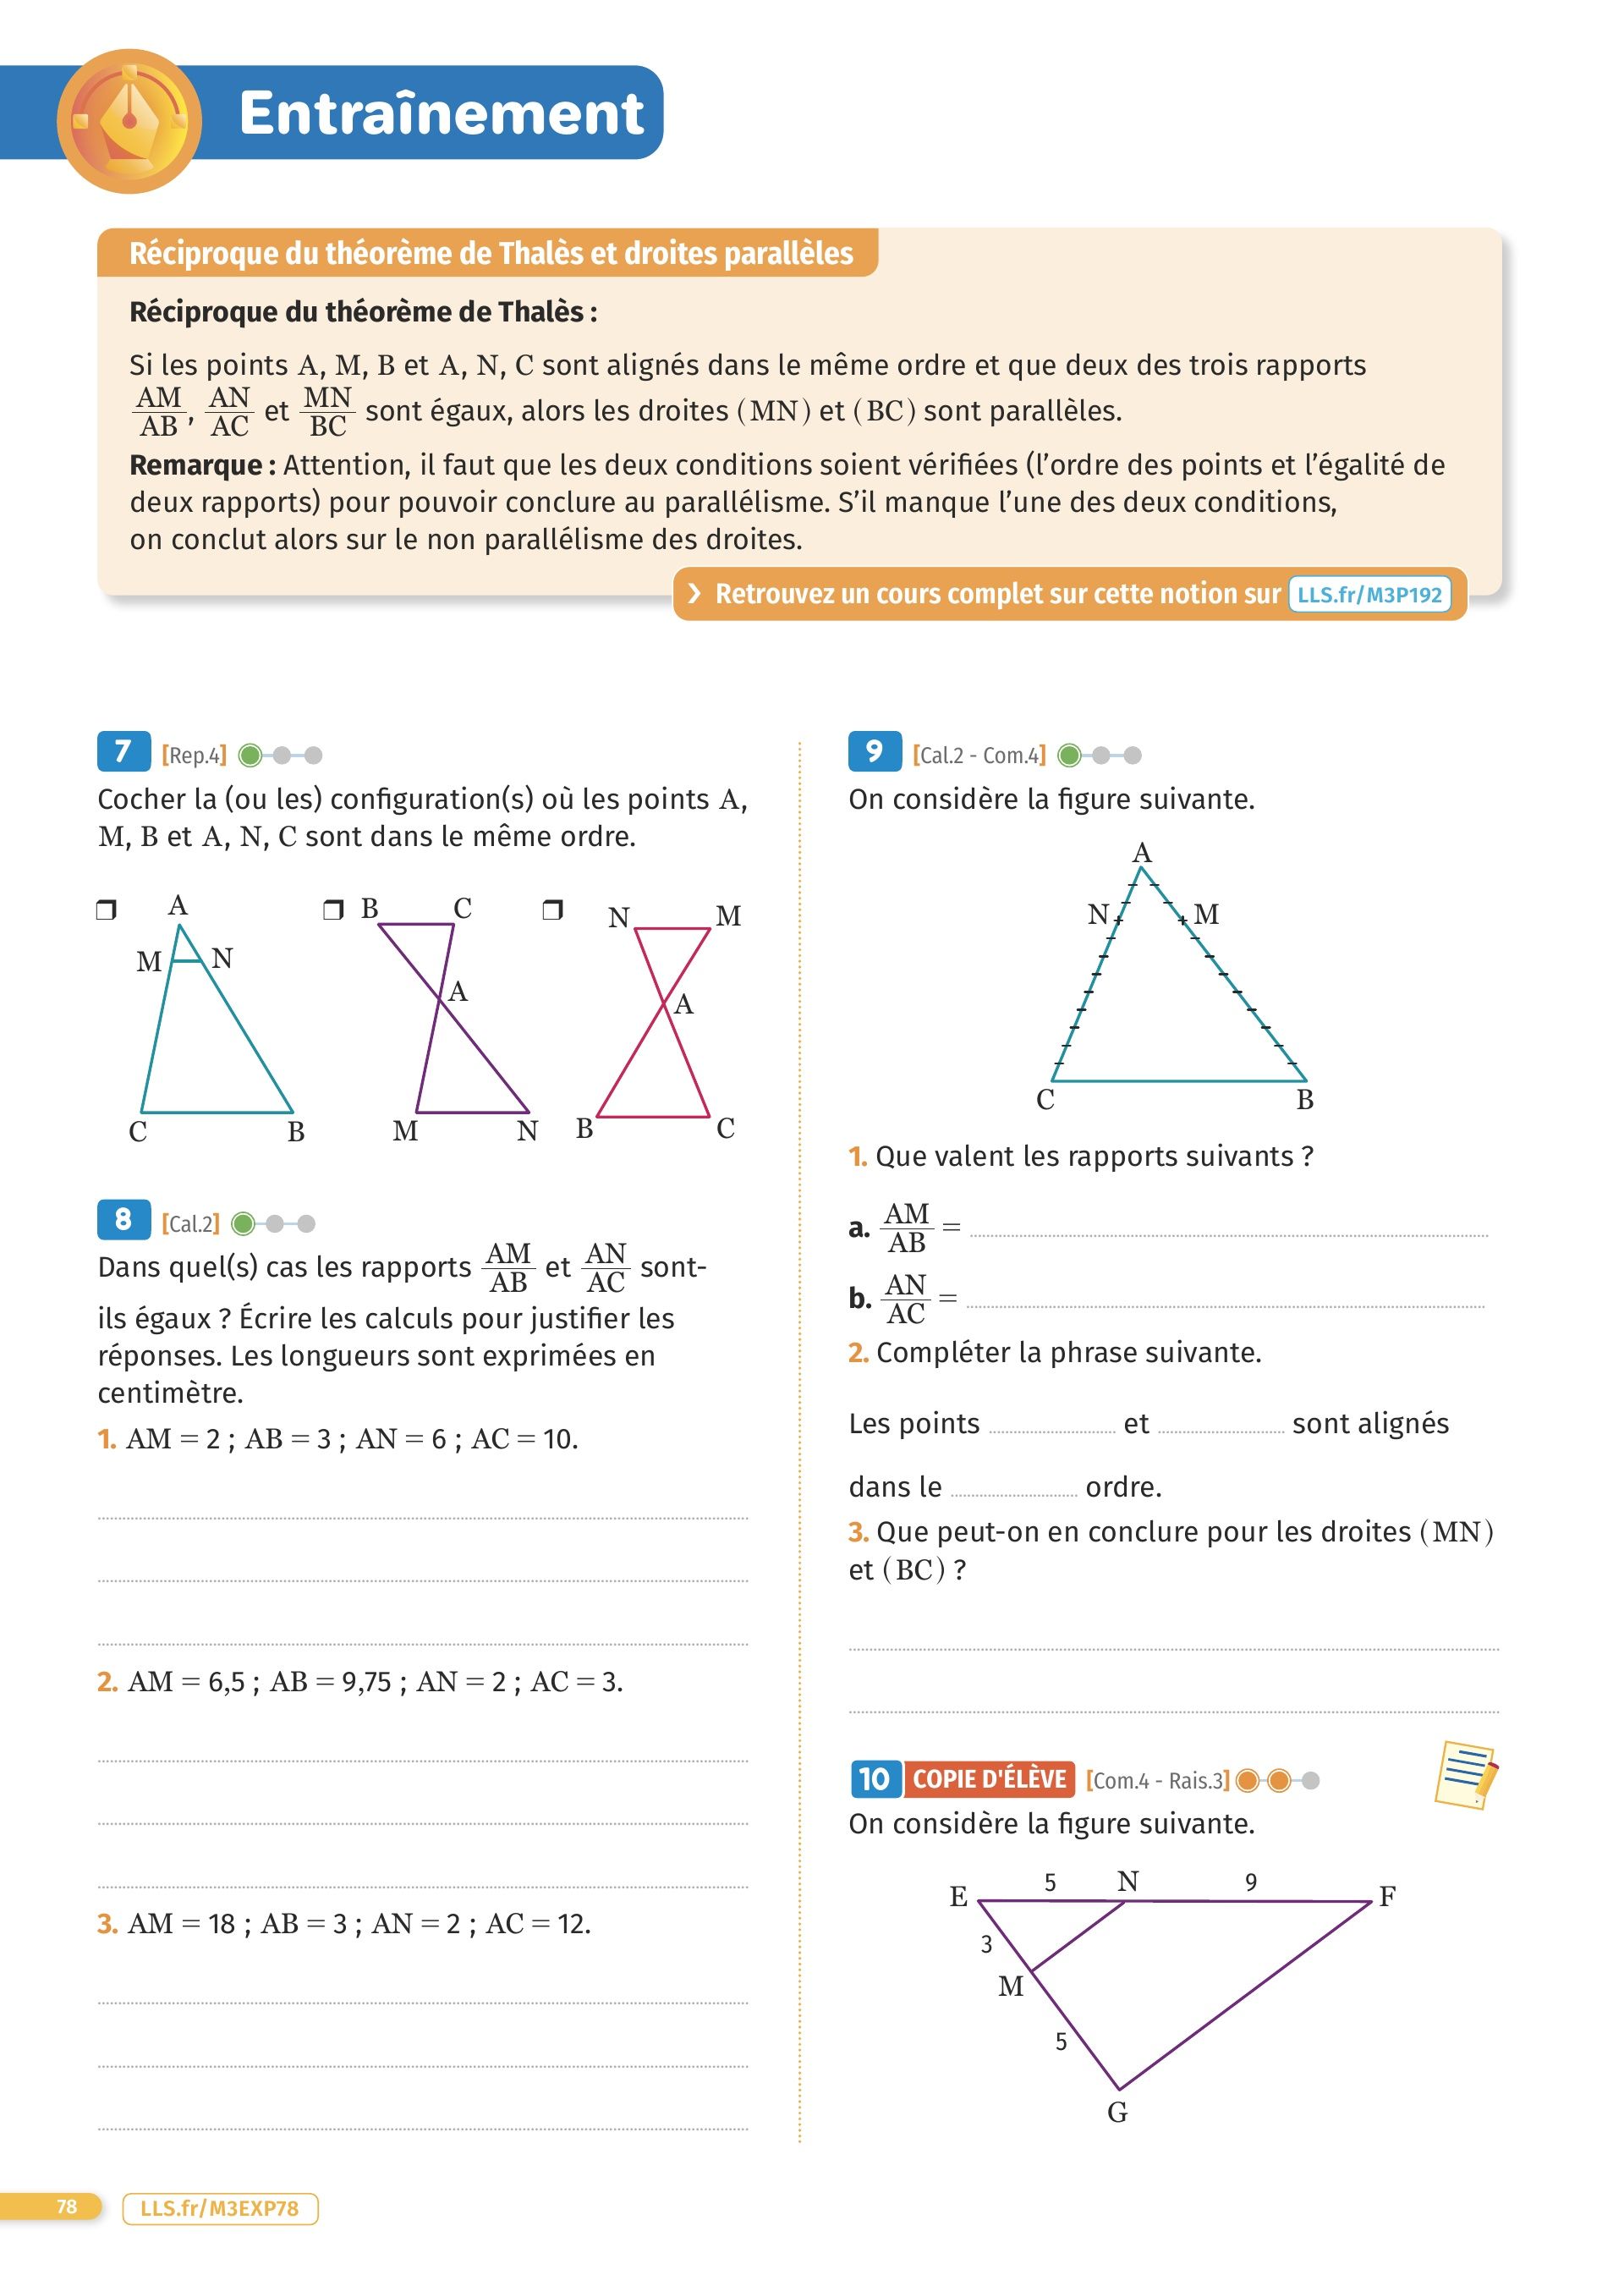 Entraînement
Réciproque du théorème de Thalès et droites parallèles
Réciproque du théorème de Thalès :
Si les points A, M, B et A, N, C sont alignés dans le même ordre et que deux des trois rapports
AM/AB, AN/AC et MN/BC sont égaux, alors les droites (MN) et (BC) sont parallèles.
Remarque : Attention, il faut que les deux conditions soient vérifiées (l'ordre des points et l'égalité de
deux rapports) pour pouvoir conclure au parallélisme. S'il manque l'une des deux conditions,
on conclut alors sur le non parallélisme des droites.
› Retrouvez un cours complet sur cette notion sur LLS.fr/M3P192
7 [Rep.4]
Cocher la (ou les) configuration(s) où les points A,
M, B et A, N, C sont dans le même ordre.
❒ A
M N
C B
❒ B C
A
M N
❒ N M
A
B C
8 [Cal.2]
Dans quel(s) cas les rapports AM/AB et AN/AC sont-
ils égaux ? Écrire les calculs pour justifier les
réponses. Les longueurs sont exprimées en
centimètre.
1. AM = 2 ; AB = 3 ; AN = 6 ; AC = 10.
2. AM = 6,5 ; AB = 9,75 ; AN = 2 ; AC = 3.
3. AM = 18 ; AB = 3 ; AN = 2 ; AC = 12.
9 [Cal.2 - Com.4]
On considère la figure suivante.
A
N M
C B
1. Que valent les rapports suivants ?
a. AM/AB =
b. AN/AC =
2. Compléter la phrase suivante.
Les points et sont alignés
dans le ordre.
3. Que peut-on en conclure pour les droites (MN)
et (BC) ?
10 COPIE D'ÉLÈVE [Com.4 - Rais.3]
On considère la figure suivante.
E 5 N 9 F
3
M
5
G
78 LLS.fr/M3EXP78